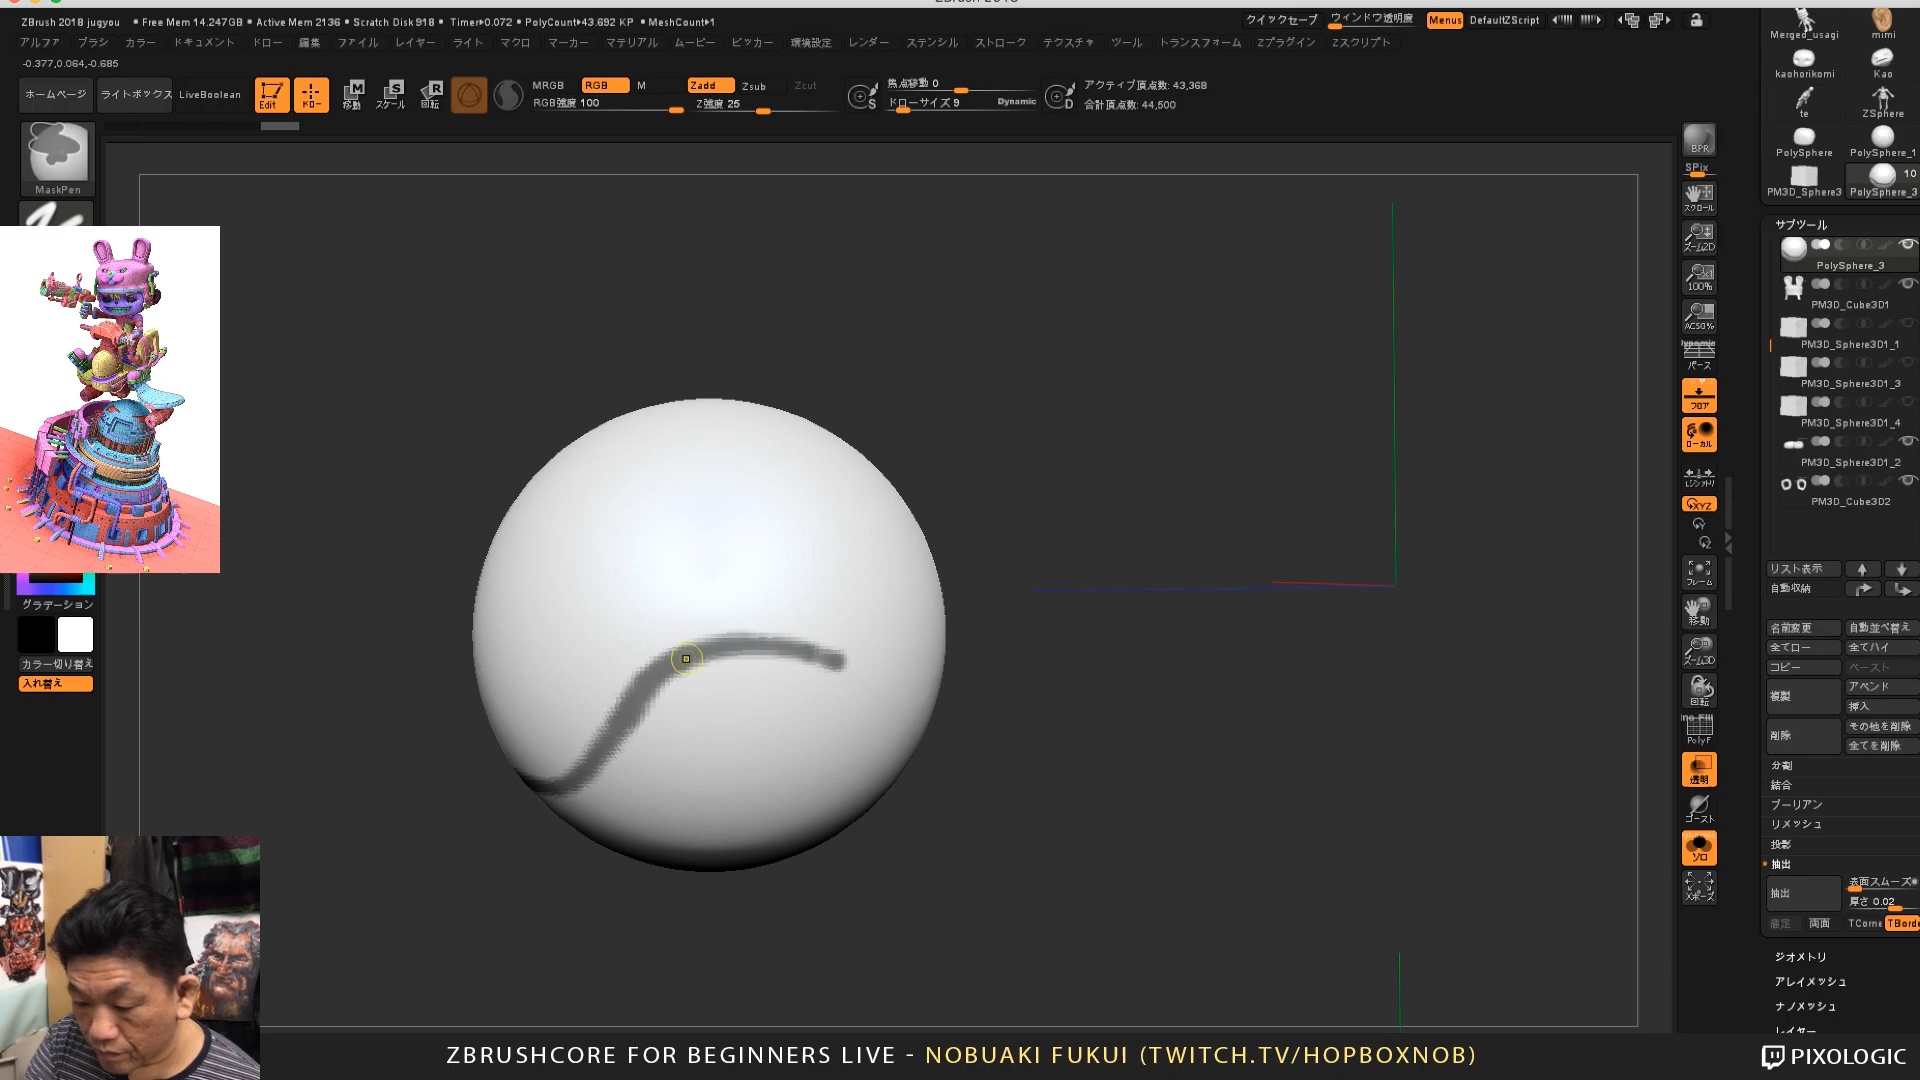 ZBrush 2018 jugyou • Free Mem 14.247GB • Active Mem 2136 • Scratch Disk 918 • Timer▸0.072 • PolyCount▸43.692 KP • MeshCount▸1
クイックセーブ ウィンドウ透明度 Menus DefaultZScript
アルファ ブラシ カラー ドキュメント ドロー 編集 ファイル レイヤー ライト マクロ マーカー マテリアル ムービー ピッカー 環境設定 レンダー ステンシル ストローク テクスチャ ツール トランスフォーム Zプラグイン Zスクリプト
-0.377,0.064,-0.685
ホームページ ライトボックス LiveBoolean Edit ドロー 移動 スケール 回転
MRGB RGB M Zadd Zsub Zcut
RGB強度 100 Z強度 25
焦点移動 0
ドローサイズ 9 Dynamic
アクティブ頂点数: 43,368
合計頂点数: 44,500
MaskPen
グラデーション
カラー切り替え
入れ替え
BPR
SPix
スクロール
ズーム2D
100%
AC50%
Dynamic
パース
フロア
ローカル
XYZ
フレーム
移動
ズーム3D
回転
PolyF
透明
ゴースト
ソロ
Xポーズ
Merged_usagi mimi
kaohorikomi Kao
te ZSphere
PolySphere PolySphere_1
10
PM3D_Sphere3 PolySphere_3
サブツール
PolySphere_3
PM3D_Cube3D1
PM3D_Sphere3D1_1
PM3D_Sphere3D1_3
PM3D_Sphere3D1_4
PM3D_Sphere3D1_2
PM3D_Cube3D2
リスト表示
自動収納
名前変更 自動並べ替え
全てロー 全てハイ
コピー ペースト
複製 アペンド
挿入
削除 その他を削除
全てを削除
分割
結合
ブーリアン
リメッシュ
投影
抽出
抽出 表面スムーズ
厚さ 0.02
確定 両面 TCorne TBorde
ジオメトリ
アレイメッシュ
ナノメッシュ
レイヤー
ZBRUSHCORE FOR BEGINNERS LIVE - NOBUAKI FUKUI (TWITCH.TV/HOPBOXNOB)
PIXOLOGIC